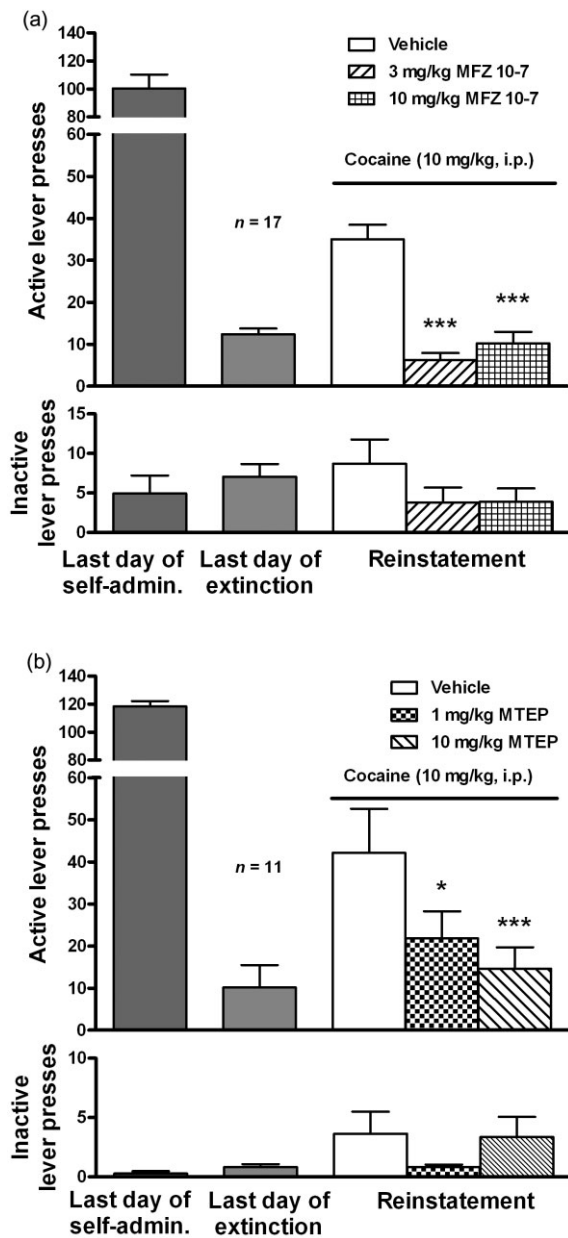 (a)
140
120
100
80
60
50
40
30
20
10
0
Active lever presses
Vehicle
3 mg/kg MFZ 10-7
10 mg/kg MFZ 10-7
Cocaine (10 mg/kg, i.p.)
n = 17
***
***
15
10
5
0
Inactive
lever presses
Last day of
self-admin.
Last day of
extinction
Reinstatement
(b)
140
120
100
80
60
50
40
30
20
10
0
Active lever presses
Vehicle
1 mg/kg MTEP
10 mg/kg MTEP
Cocaine (10 mg/kg, i.p.)
n = 11
*
***
10
5
0
Inactive
lever presses
Last day of
self-admin.
Last day of
extinction
Reinstatement